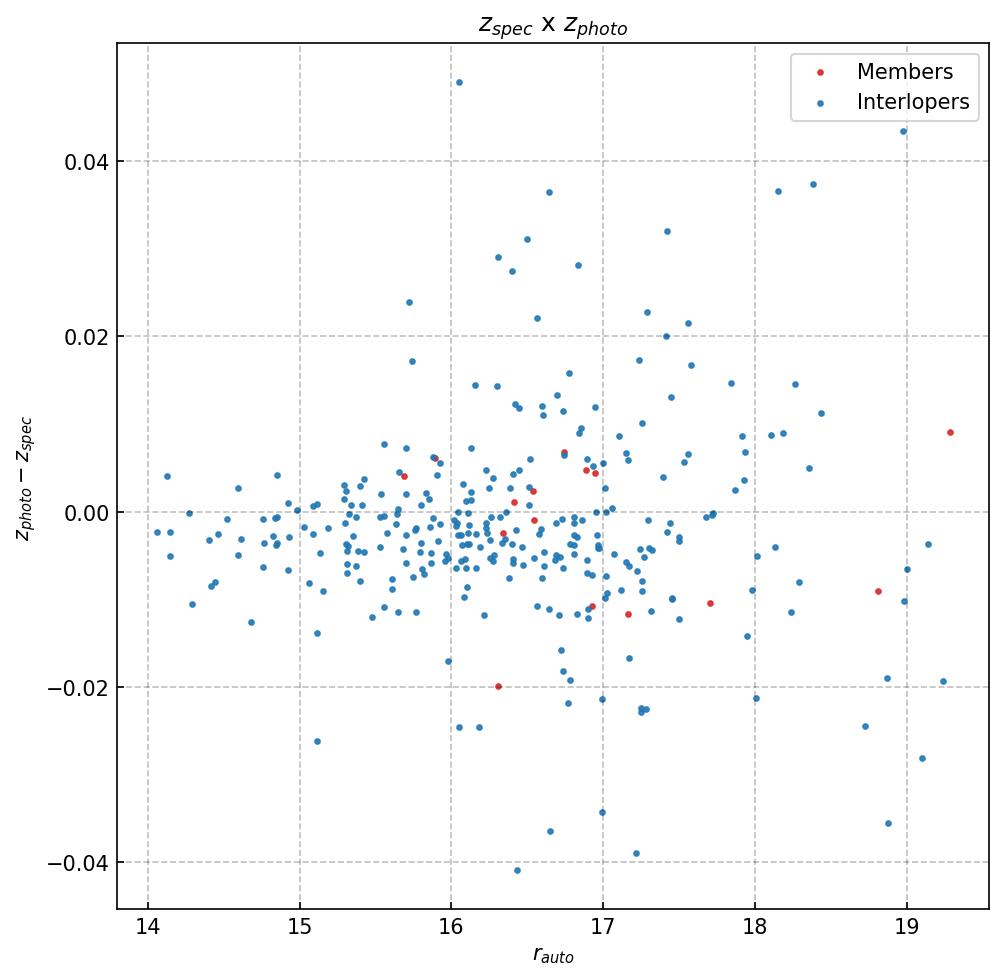 z_spec x z_photo
Members
Interlopers
z_photo − z_spec
0.04
0.02
0.00
−0.02
−0.04
14 15 16 17 18 19
r_auto